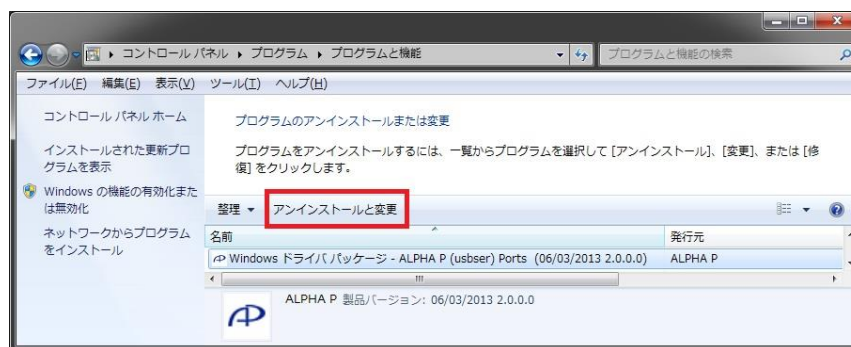 コントロール パネル ▸ プログラム ▸ プログラムと機能
プログラムと機能の検索
ファイル(F) 編集(E) 表示(V) ツール(T) ヘルプ(H)
コントロール パネル ホーム
インストールされた更新プロ
グラムを表示
Windows の機能の有効化また
は無効化
ネットワークからプログラム
をインストール
プログラムのアンインストールまたは変更
プログラムをアンインストールするには、一覧からプログラムを選択して [アンインストール]、[変更]、または [修
復] をクリックします。
整理 アンインストールと変更
名前 発行元
Windows ドライバ パッケージ - ALPHA P (usbser) Ports (06/03/2013 2.0.0.0) ALPHA P
ALPHA P 製品バージョン: 06/03/2013 2.0.0.0